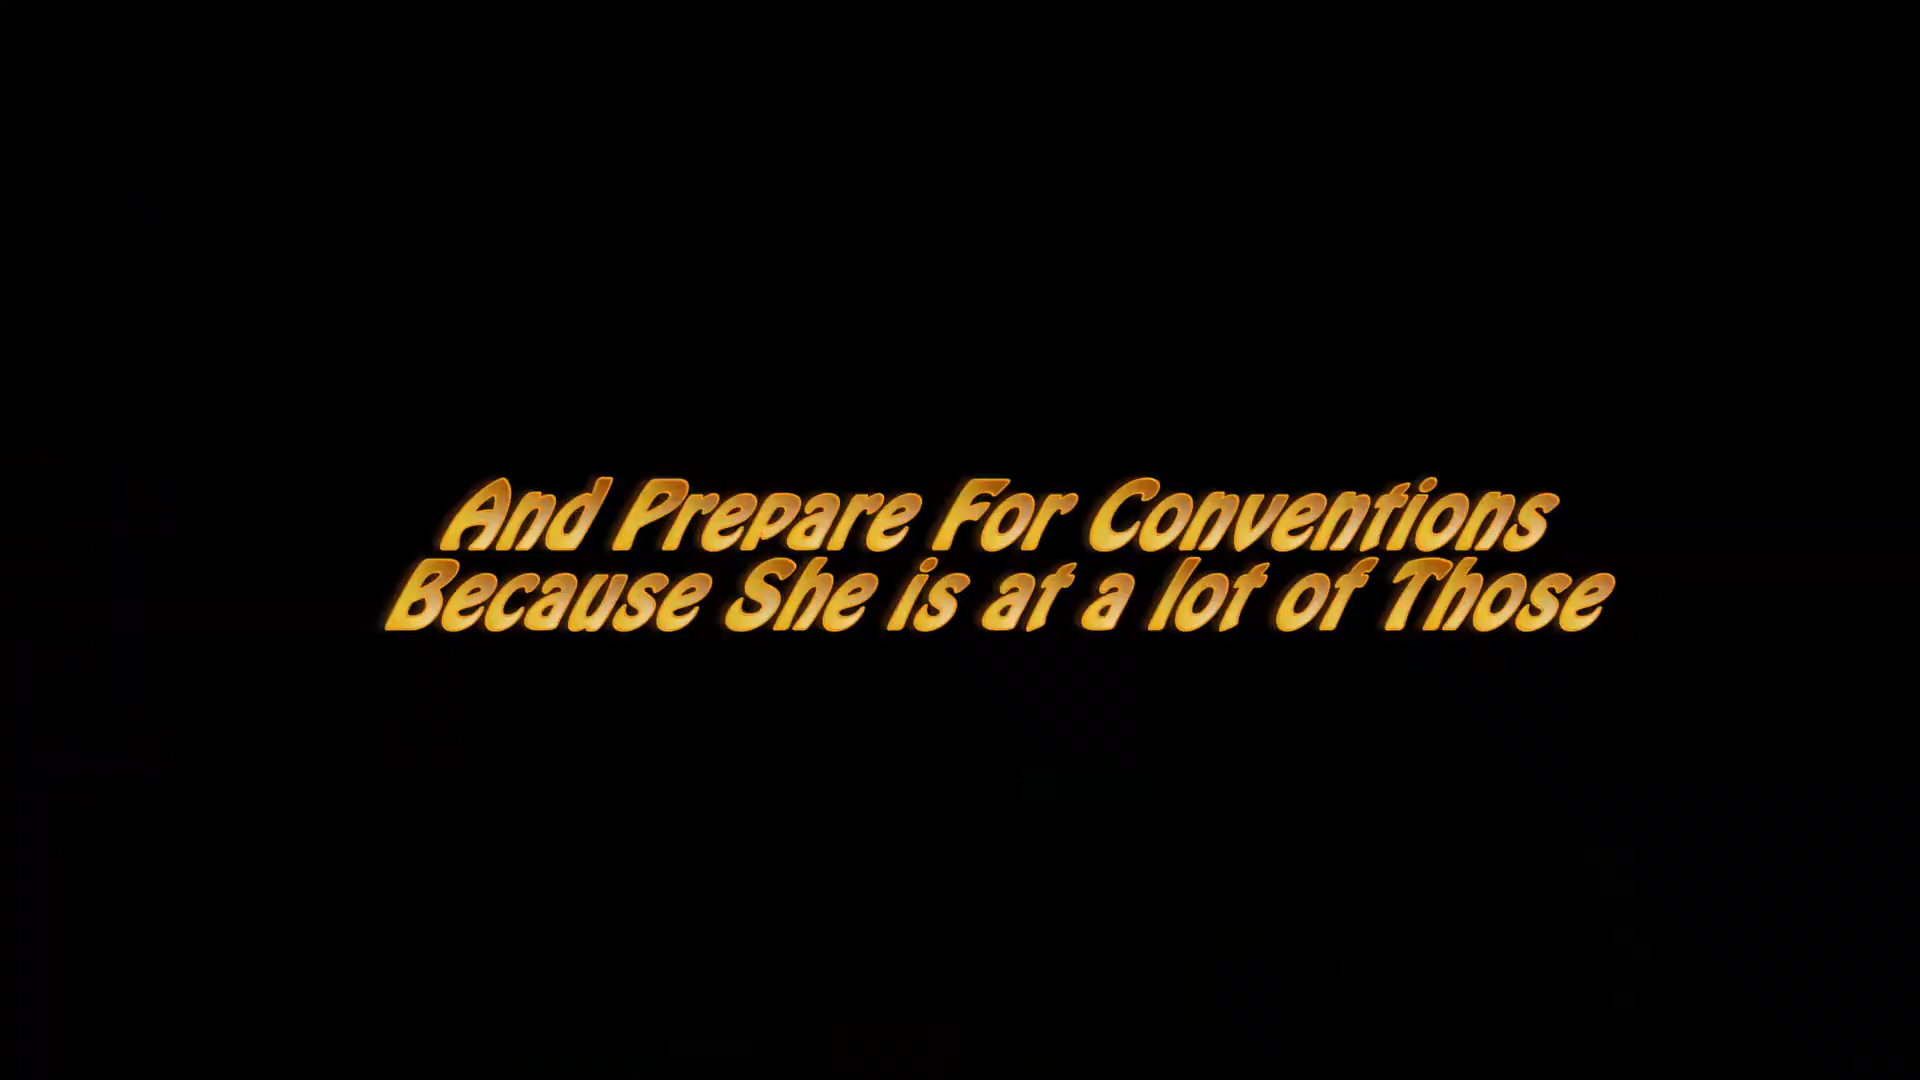 And Prepare For Conventions
Because She is at a lot of Those